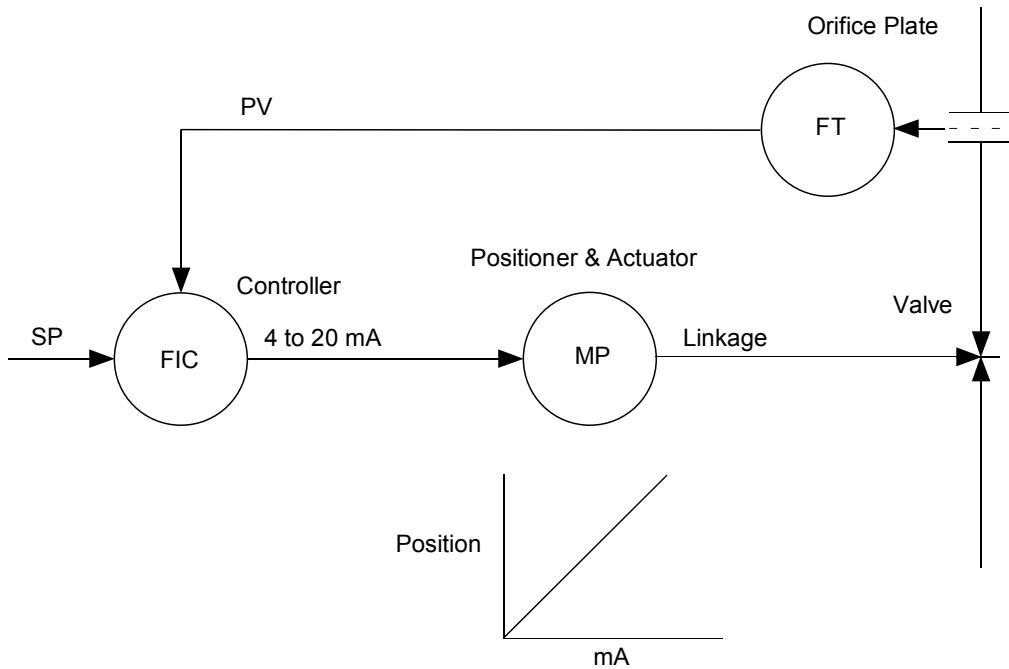 Orifice Plate
PV
FT
Positioner & Actuator
Controller
Valve
SP
4 to 20 mA
Linkage
FIC
MP
Position
mA